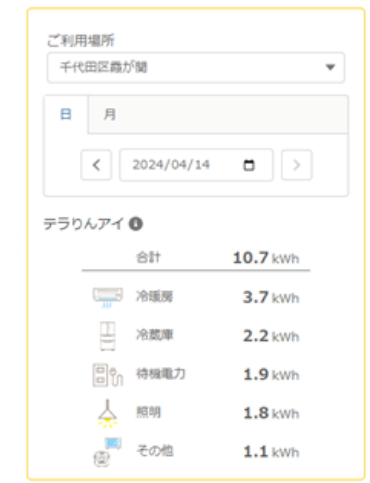 ご利用場所
千代田区霞が関
日 月
2024/04/14
テラりんアイ
合計 10.7 kWh
冷暖房 3.7 kWh
冷蔵庫 2.2 kWh
待機電力 1.9 kWh
照明 1.8 kWh
その他 1.1 kWh